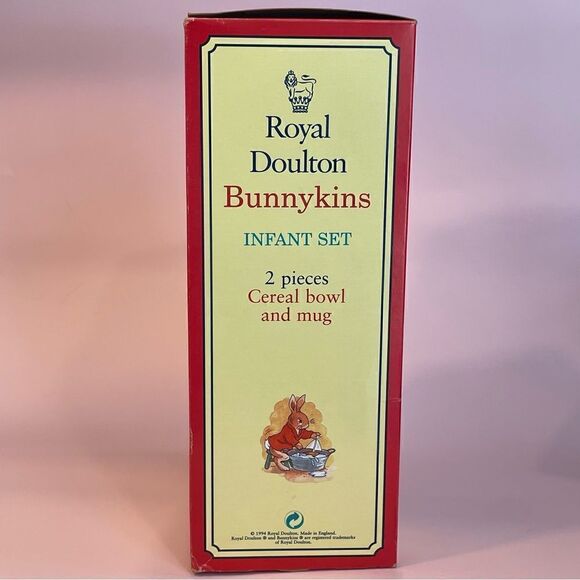 Royal
Doulton
Bunnykins
INFANT SET
2 pieces
Cereal bowl
and mug
© 1994 Royal Doulton, Made in England.
Royal Doulton ® and Bunnykins ® are registered trademarks
of Royal Doulton.